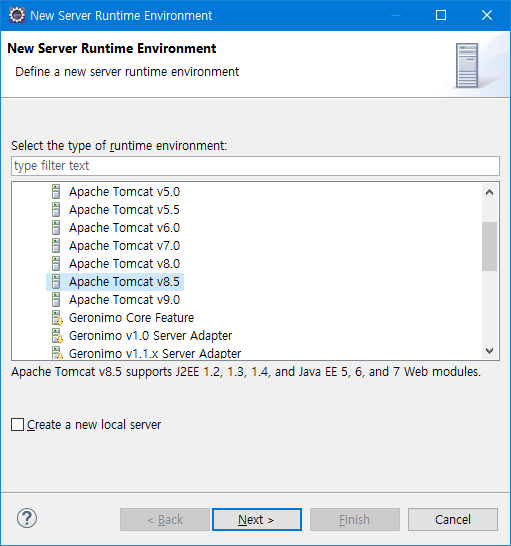 New Server Runtime Environment
New Server Runtime Environment
Define a new server runtime environment
Select the type of runtime environment:
type filter text
Apache Tomcat v5.0
Apache Tomcat v5.5
Apache Tomcat v6.0
Apache Tomcat v7.0
Apache Tomcat v8.0
Apache Tomcat v8.5
Apache Tomcat v9.0
Geronimo Core Feature
Geronimo v1.0 Server Adapter
Geronimo v1.1.x Server Adapter
Apache Tomcat v8.5 supports J2EE 1.2, 1.3, 1.4, and Java EE 5, 6, and 7 Web modules.
Create a new local server
? < Back Next > Finish Cancel